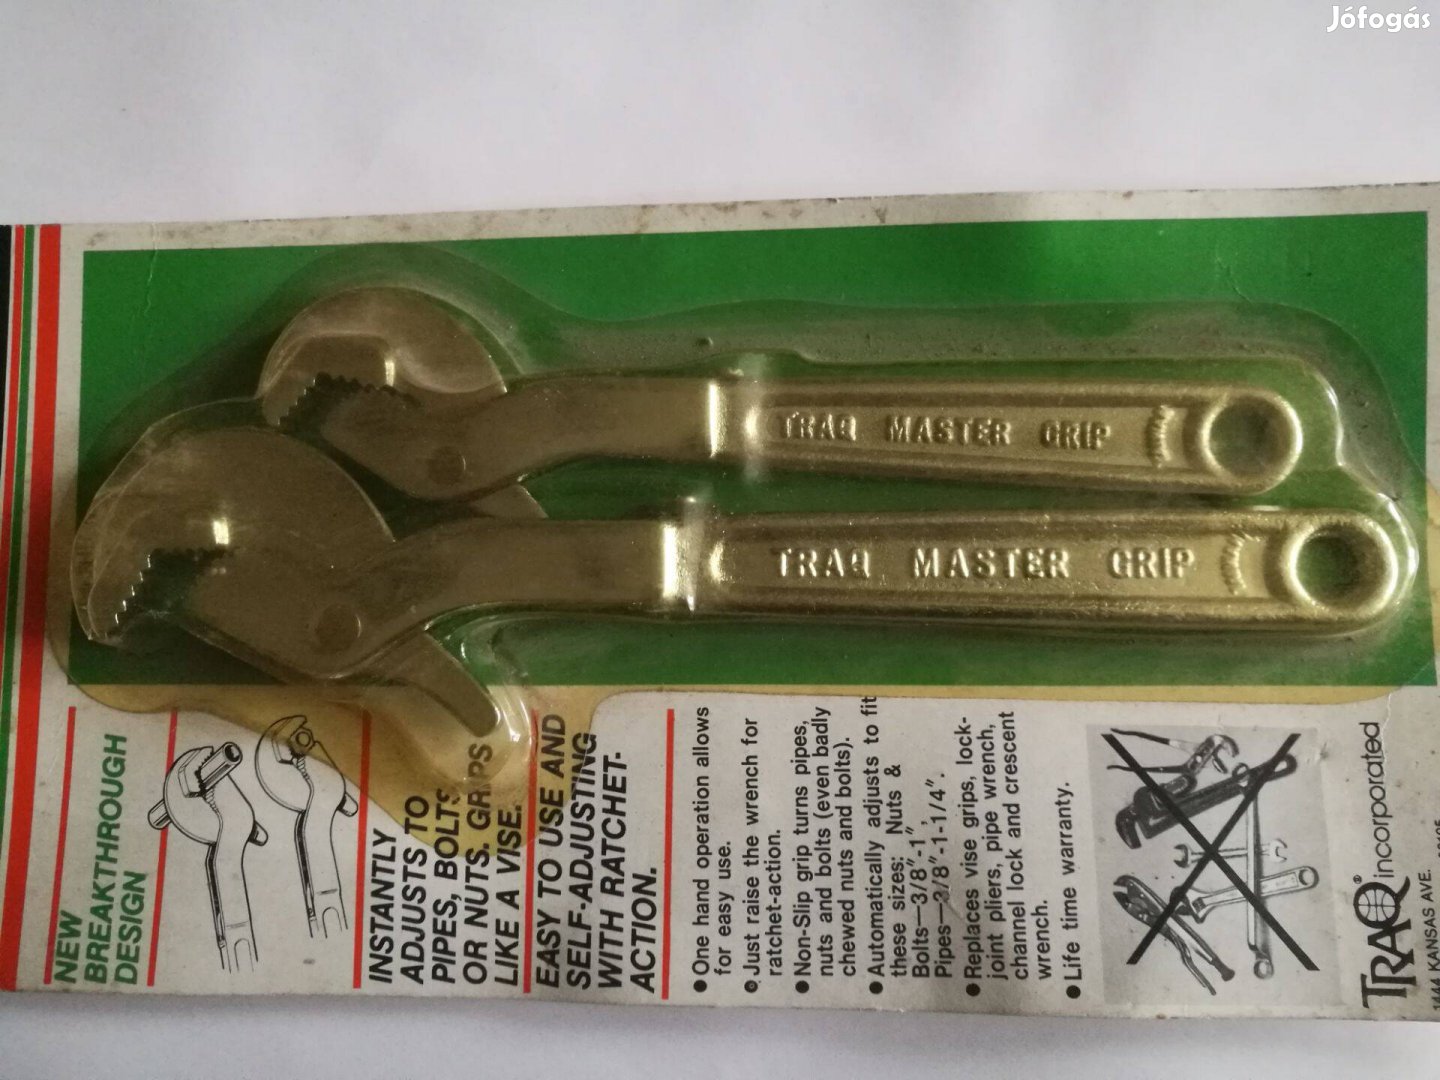 Jófogás
TRAQ MASTER GRIP
TRAQ MASTER GRIP
NEW
BREAKTHROUGH
DESIGN
INSTANTLY
ADJUSTS TO
PIPES, BOLTS
OR NUTS. GRIPS
LIKE A VISE.
EASY TO USE AND
SELF-ADJUSTING
WITH RATCHET-
ACTION.
● One hand operation allows
for easy use.
● Just raise the wrench for
ratchet-action.
● Non-Slip grip turns pipes,
nuts and bolts (even badly
chewed nuts and bolts).
● Automatically adjusts to fit
these sizes: Nuts &
Bolts—3/8"-1",
Pipes—3/8"-1-1/4".
● Replaces vise grips, lock-
joint pliers, pipe wrench,
channel lock and crescent
wrench.
● Life time warranty.
TRAQ®
incorporated
1444 KANSAS AVE.